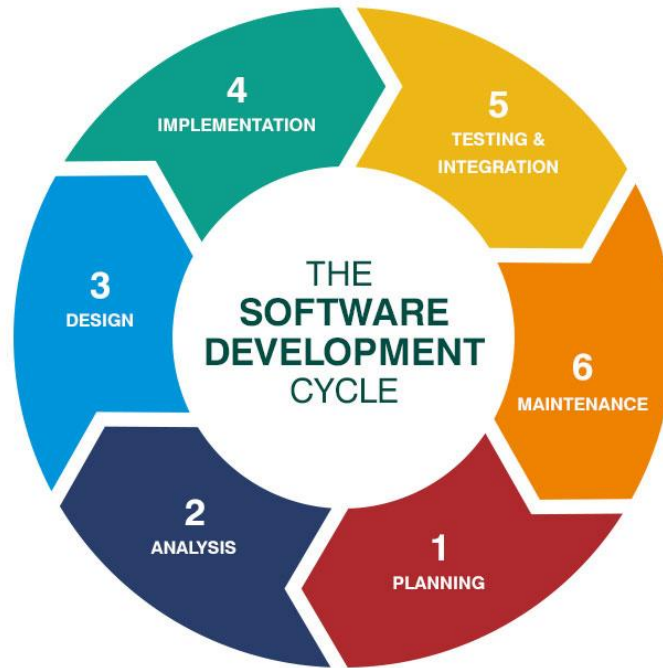 THE
SOFTWARE
DEVELOPMENT
CYCLE
1
PLANNING
2
ANALYSIS
3
DESIGN
4
IMPLEMENTATION
5
TESTING &
INTEGRATION
6
MAINTENANCE